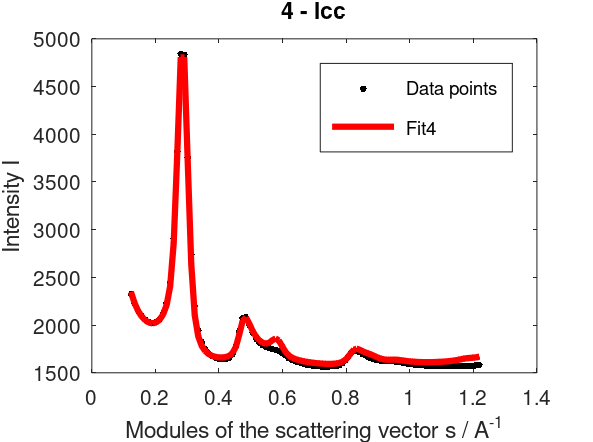 4 - Icc
5000
4500
4000
3500
3000
2500
2000
1500
Intensity I
Data points
Fit4
0 0.2 0.4 0.6 0.8 1 1.2 1.4
Modules of the scattering vector s / A-1